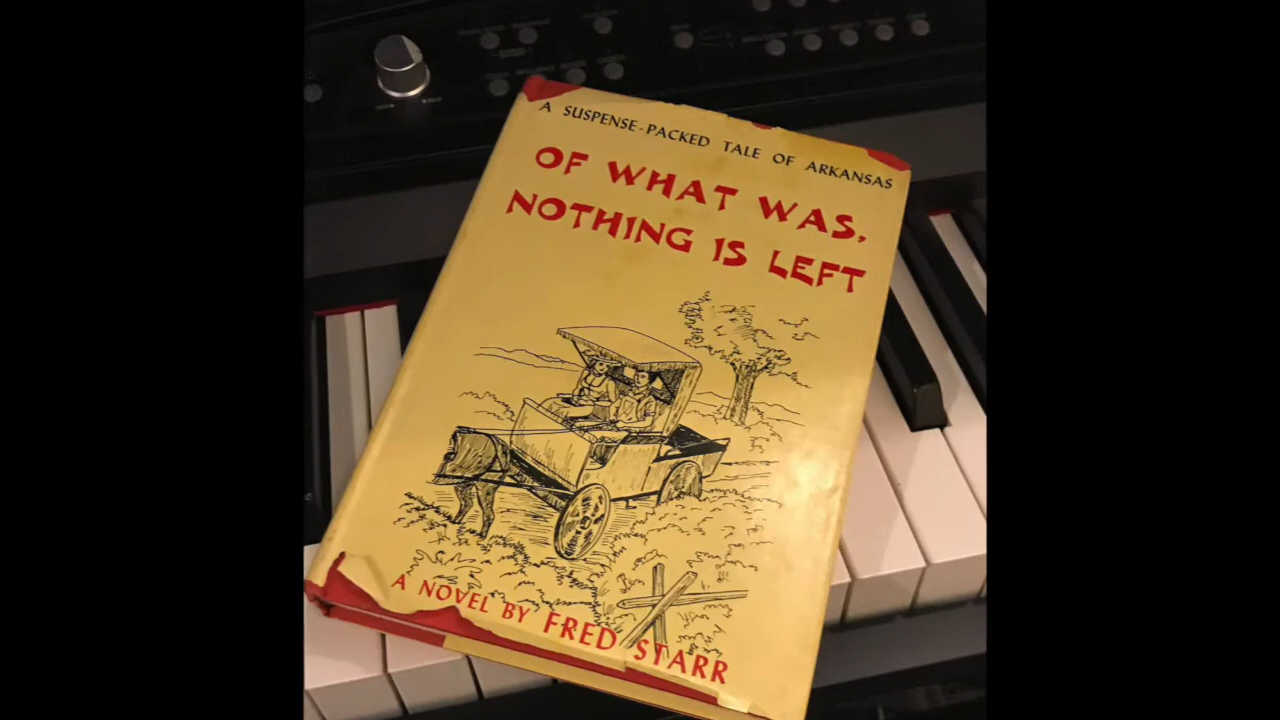 A SUSPENSE-PACKED TALE OF ARKANSAS
OF WHAT WAS,
NOTHING IS LEFT
A NOVEL BY FRED STARR